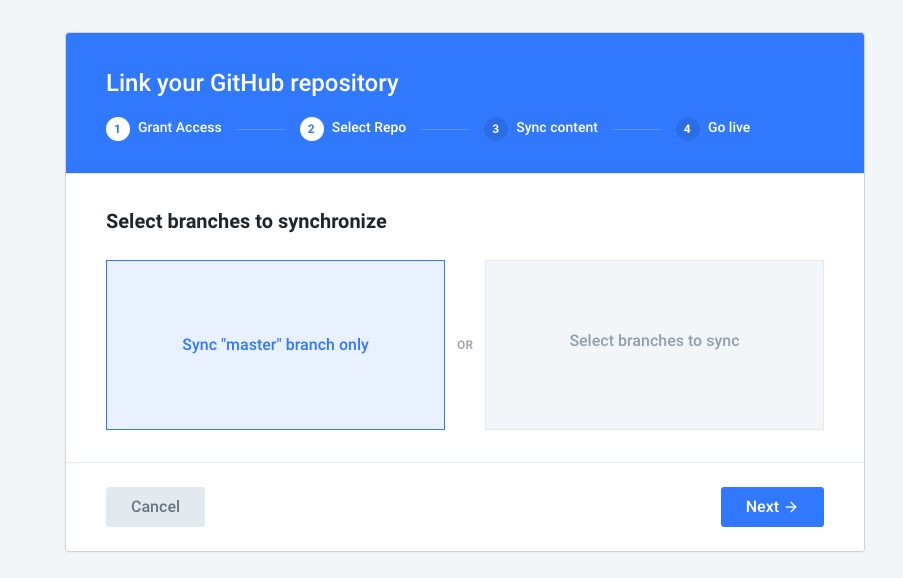 Link your GitHub repository
1 Grant Access 2 Select Repo 3 Sync content 4 Go live
Select branches to synchronize
Sync "master" branch only OR Select branches to sync
Cancel Next →